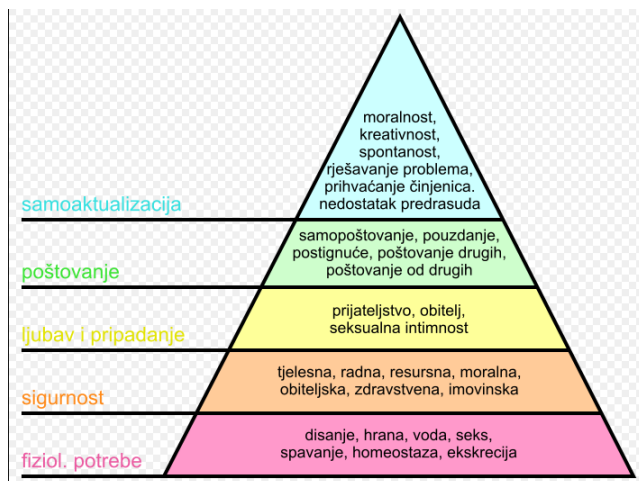 moralnost,
kreativnost,
spontanost,
rješavanje problema,
prihvaćanje činjenica.
nedostatak predrasuda
samoaktualizacija
samopoštovanje, pouzdanje,
postignuće, poštovanje drugih,
poštovanje od drugih
poštovanje
prijateljstvo, obitelj,
seksualna intimnost
ljubav i pripadanje
tjelesna, radna, resursna, moralna,
obiteljska, zdravstvena, imovinska
sigurnost
disanje, hrana, voda, seks,
spavanje, homeostaza, ekskrecija
fiziol. potrebe